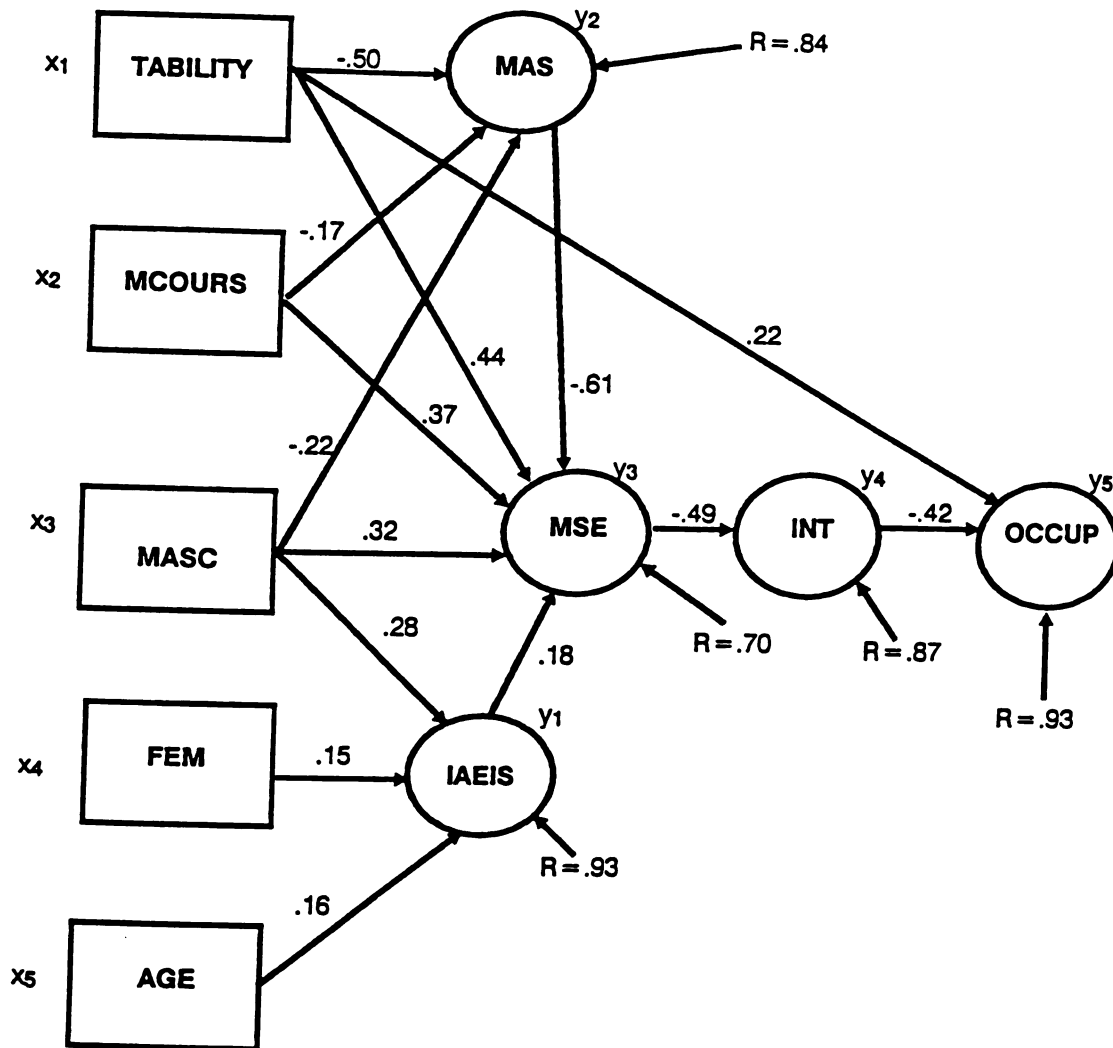 y2
R = .84
x1
TABILITY
-.50
MAS
-.17
x2
MCOURS
.22
.44
-.61
.37
-.22
y3
y4
y5
x3
MASC
.32
MSE
-.49
INT
-.42
OCCUP
.28
.18
R = .70
R = .87
R = .93
x4
FEM
.15
y1
IAEIS
R = .93
.16
x5
AGE